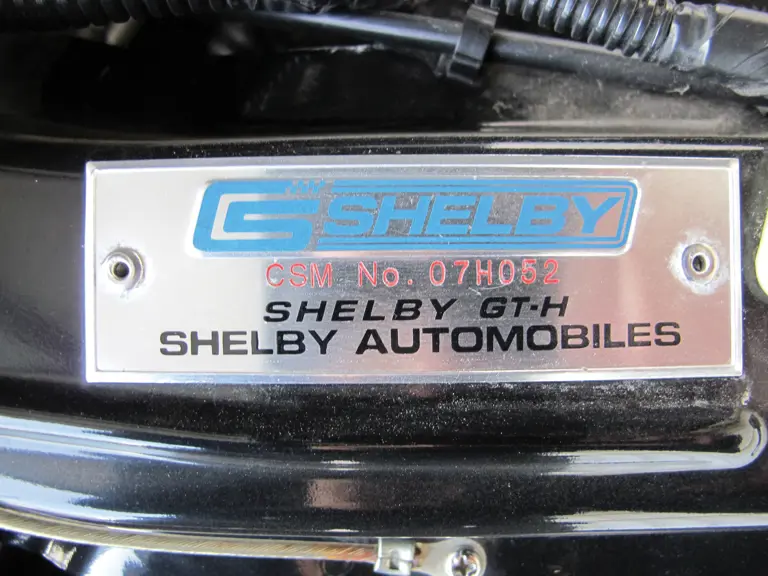 SHELBY
CSM No. 07H052
SHELBY GT-H
SHELBY AUTOMOBILES